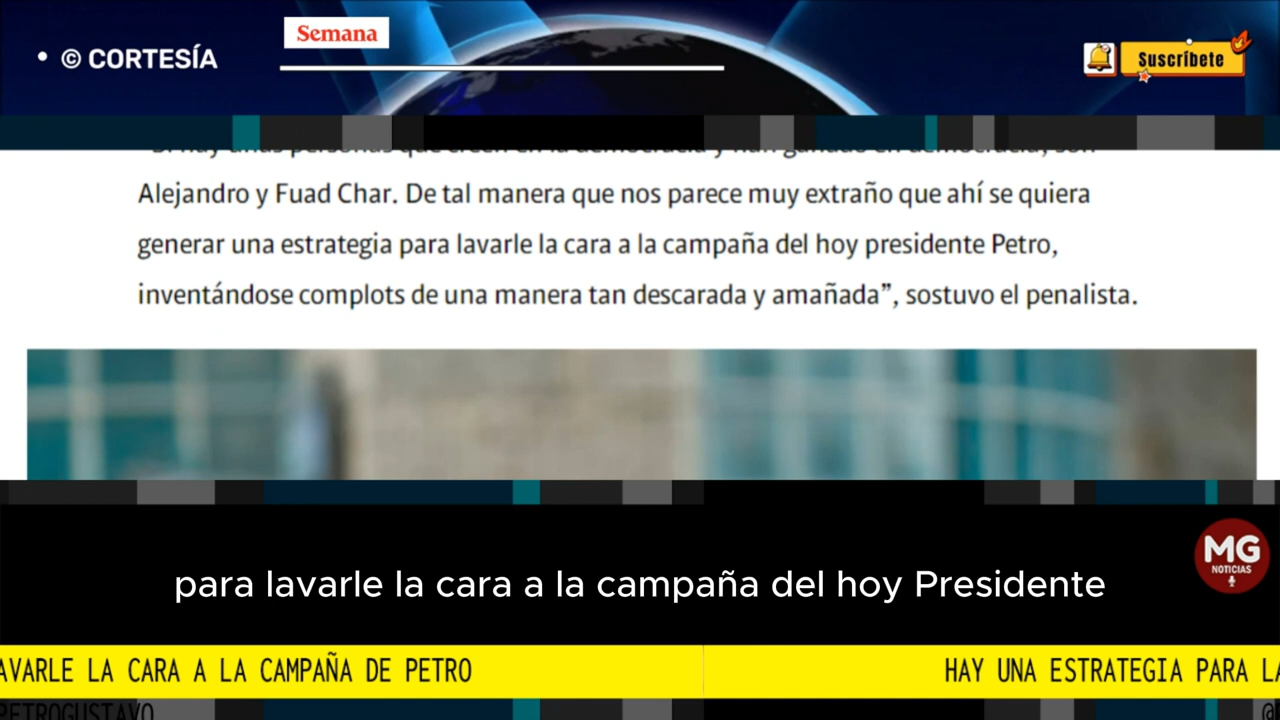 Semana
• © CORTESÍA
Suscríbete
Alejandro y Fuad Char. De tal manera que nos parece muy extraño que ahí se quiera
generar una estrategia para lavarle la cara a la campaña del hoy presidente Petro,
inventándose complots de una manera tan descarada y amañada”, sostuvo el penalista.
MG
NOTICIAS
para lavarle la cara a la campaña del hoy Presidente
AVARLE LA CARA A LA CAMPAÑA DE PETRO
HAY UNA ESTRATEGIA PARA LA
PETROGUSTAVO